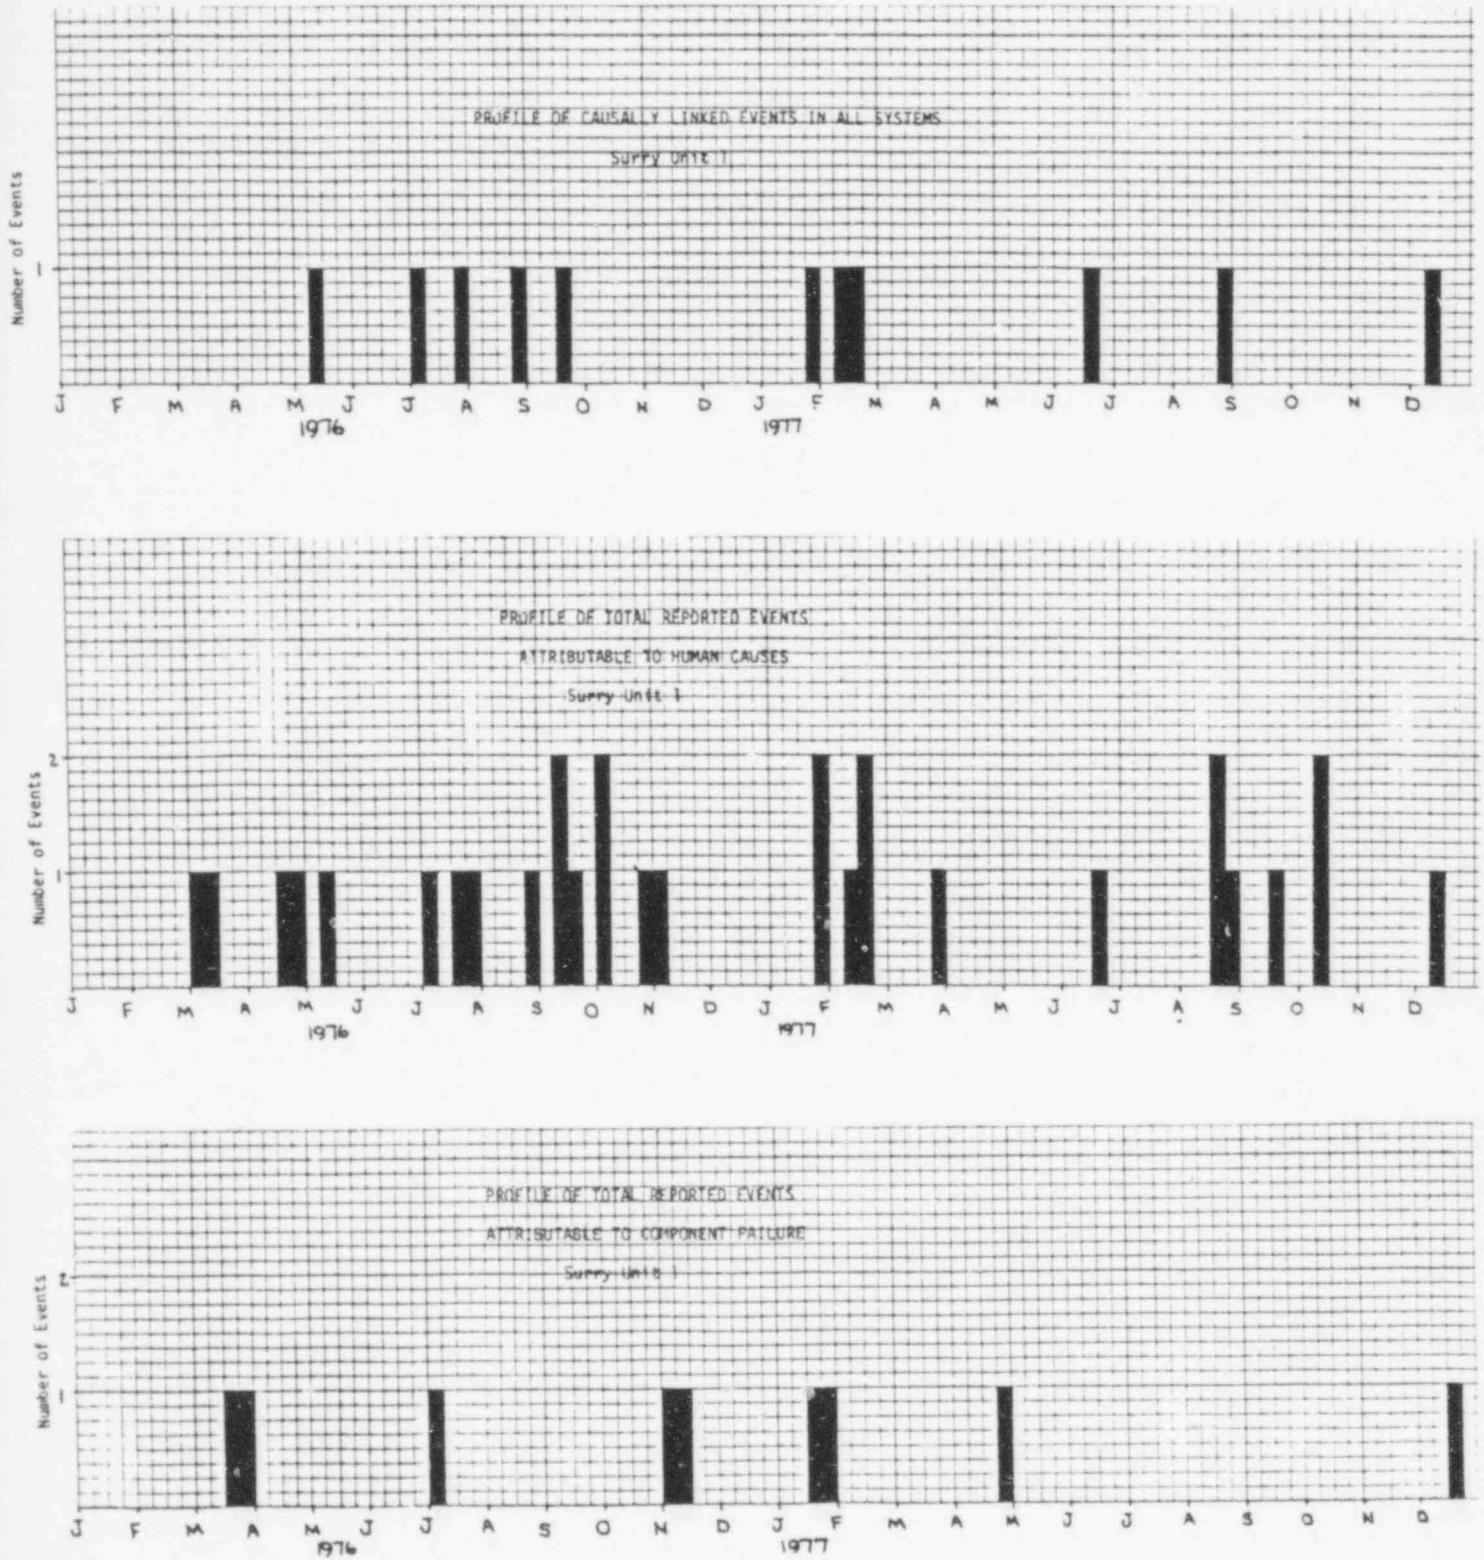 PROFILE OF CAUSALLY LINKED EVENTS IN ALL SYSTEMS
Surry Unit 1
Number of Events
1
J F M A M J J A S O N D J F M A M J J A S O N D
1976 1977
PROFILE OF TOTAL REPORTED EVENTS
ATTRIBUTABLE TO HUMAN CAUSES
Surry Unit 1
Number of Events
2
1
J F M A M J J A S O N D J F M A M J J A S O N D
1976 1977
PROFILE OF TOTAL REPORTED EVENTS
ATTRIBUTABLE TO COMPONENT FAILURE
Surry Unit 1
Number of Events
2
1
J F M A M J J A S O N D J F M A M J J A S O N D
1976 1977